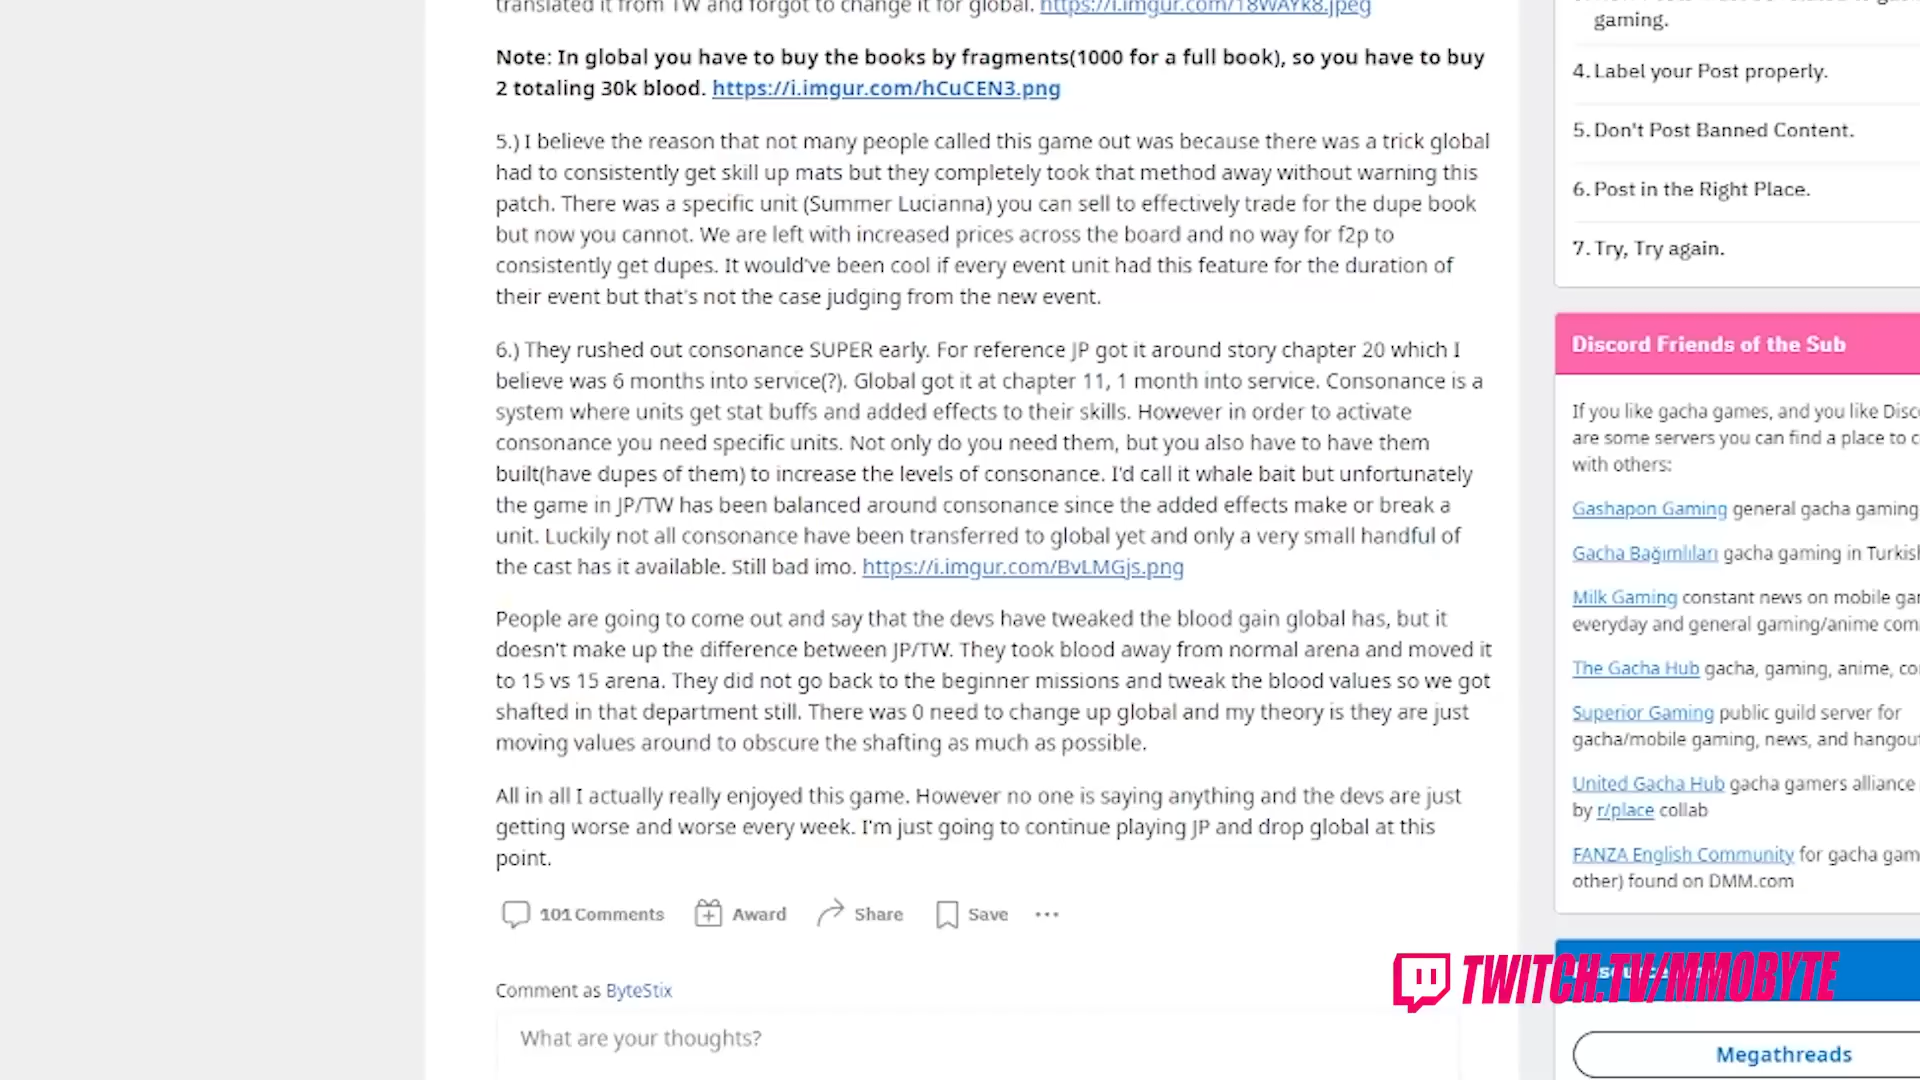 translated it from TW and forgot to change it for global. https://i.imgur.com/18WAYk8.jpeg
Note: In global you have to buy the books by fragments(1000 for a full book), so you have to buy
2 totaling 30k blood. https://i.imgur.com/hCuCEN3.png
5.) I believe the reason that not many people called this game out was because there was a trick global
had to consistently get skill up mats but they completely took that method away without warning this
patch. There was a specific unit (Summer Lucianna) you can sell to effectively trade for the dupe book
but now you cannot. We are left with increased prices across the board and no way for f2p to
consistently get dupes. It would've been cool if every event unit had this feature for the duration of
their event but that's not the case judging from the new event.
6.) They rushed out consonance SUPER early. For reference JP got it around story chapter 20 which I
believe was 6 months into service(?). Global got it at chapter 11, 1 month into service. Consonance is a
system where units get stat buffs and added effects to their skills. However in order to activate
consonance you need specific units. Not only do you need them, but you also have to have them
built(have dupes of them) to increase the levels of consonance. I'd call it whale bait but unfortunately
the game in JP/TW has been balanced around consonance since the added effects make or break a
unit. Luckily not all consonance have been transferred to global yet and only a very small handful of
the cast has it available. Still bad imo. https://i.imgur.com/BvLMGjs.png
People are going to come out and say that the devs have tweaked the blood gain global has, but it
doesn't make up the difference between JP/TW. They took blood away from normal arena and moved it
to 15 vs 15 arena. They did not go back to the beginner missions and tweak the blood values so we got
shafted in that department still. There was 0 need to change up global and my theory is they are just
moving values around to obscure the shafting as much as possible.
All in all I actually really enjoyed this game. However no one is saying anything and the devs are just
getting worse and worse every week. I'm just going to continue playing JP and drop global at this
point.
101 Comments Award Share Save
Comment as ByteStix
What are your thoughts?
gaming.
4. Label your Post properly.
5. Don't Post Banned Content.
6. Post in the Right Place.
7. Try, Try again.
Discord Friends of the Sub
If you like gacha games, and you like Disc
are some servers you can find a place to c
with others:
Gashapon Gaming general gacha gaming
Gacha Bağımlıları gacha gaming in Turkis
Milk Gaming constant news on mobile ga
everyday and general gaming/anime com
The Gacha Hub gacha, gaming, anime, co
Superior Gaming public guild server for
gacha/mobile gaming, news, and hangout
United Gacha Hub gacha gamers alliance
by r/place collab
FANZA English Community for gacha gam
other) found on DMM.com
TWITCH.TV/MMOBYTE
Megathreads